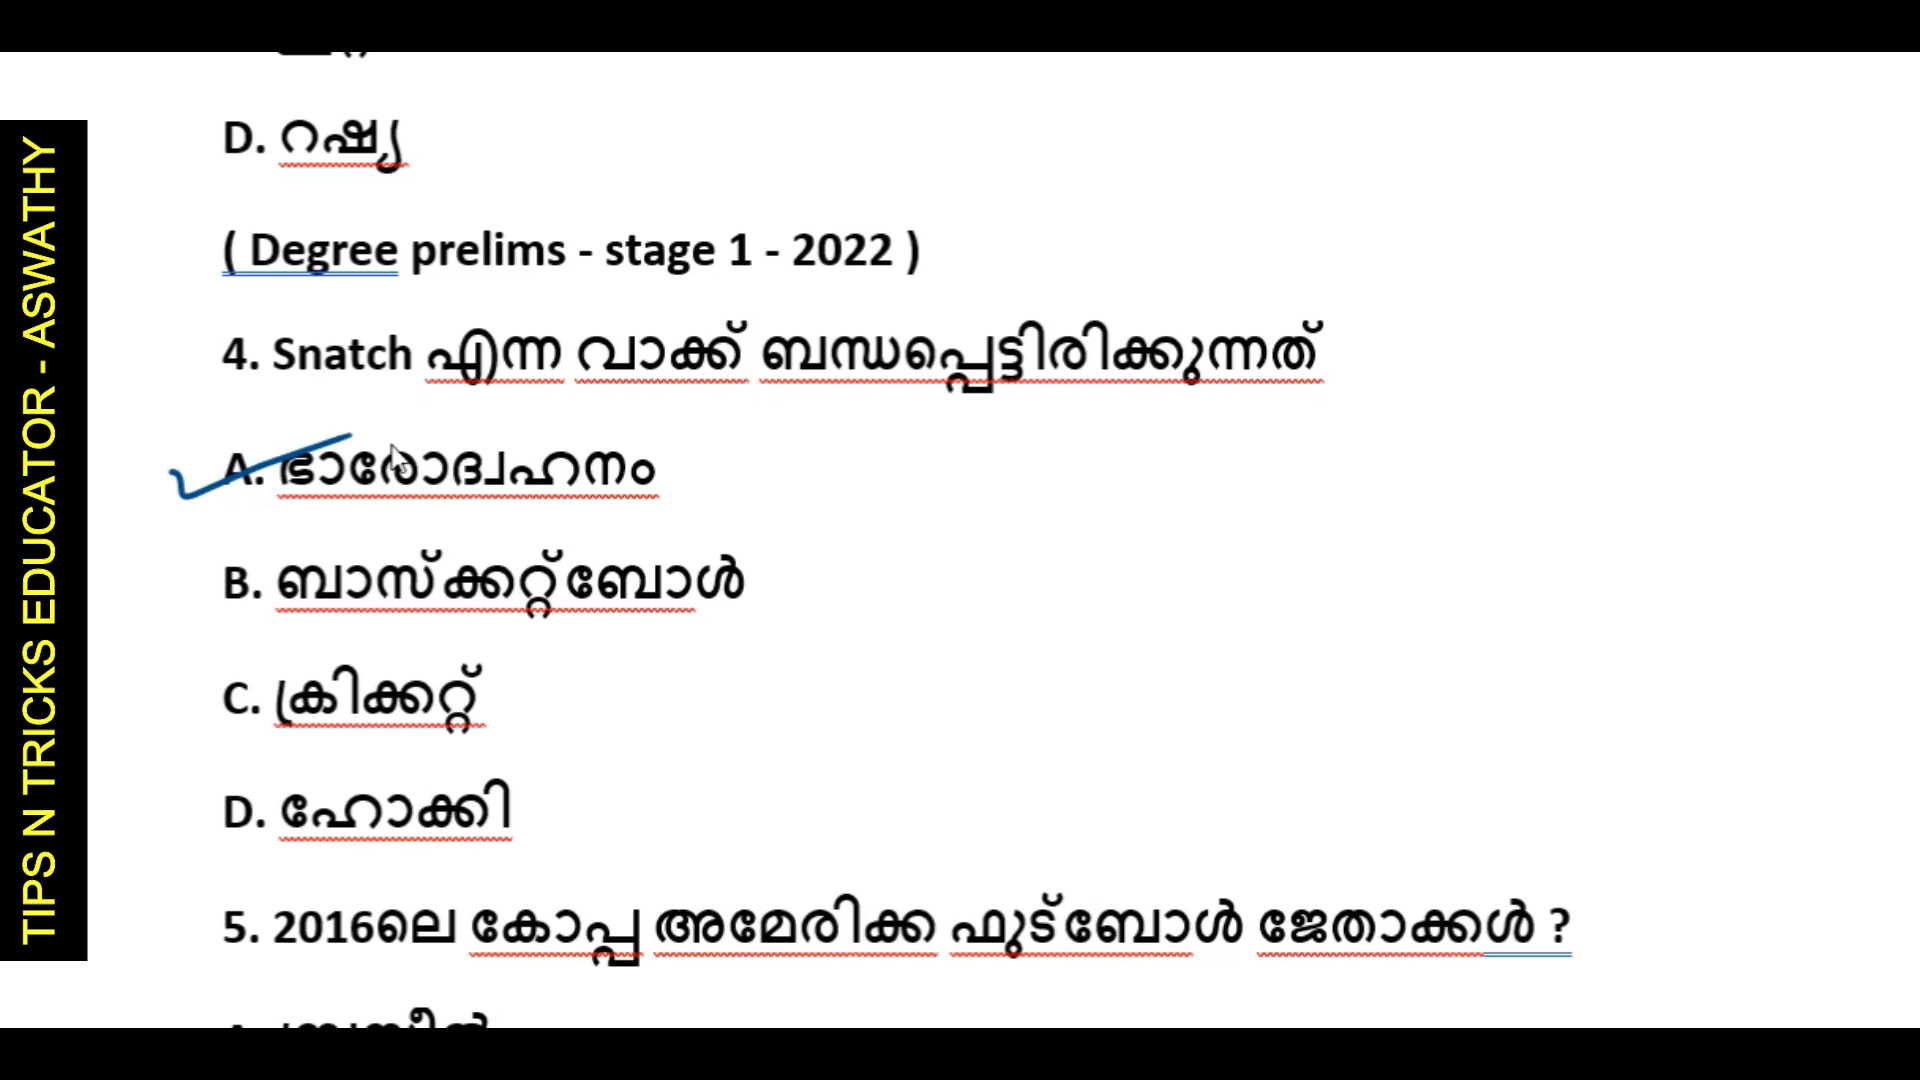 D. റഷ്യ
( Degree prelims - stage 1 - 2022 )
4. Snatch എന്ന വാക്ക് ബന്ധപ്പെട്ടിരിക്കുന്നത്
A. ഭാരോദ്വഹനം
B. ബാസ്ക്കറ്റ്ബോൾ
C. ക്രിക്കറ്റ്
D. ഹോക്കി
5. 2016ലെ കോപ്പ അമേരിക്ക ഫുട്ബോൾ ജേതാക്കൾ ?
TIPS N TRICKS EDUCATOR - ASWATHY